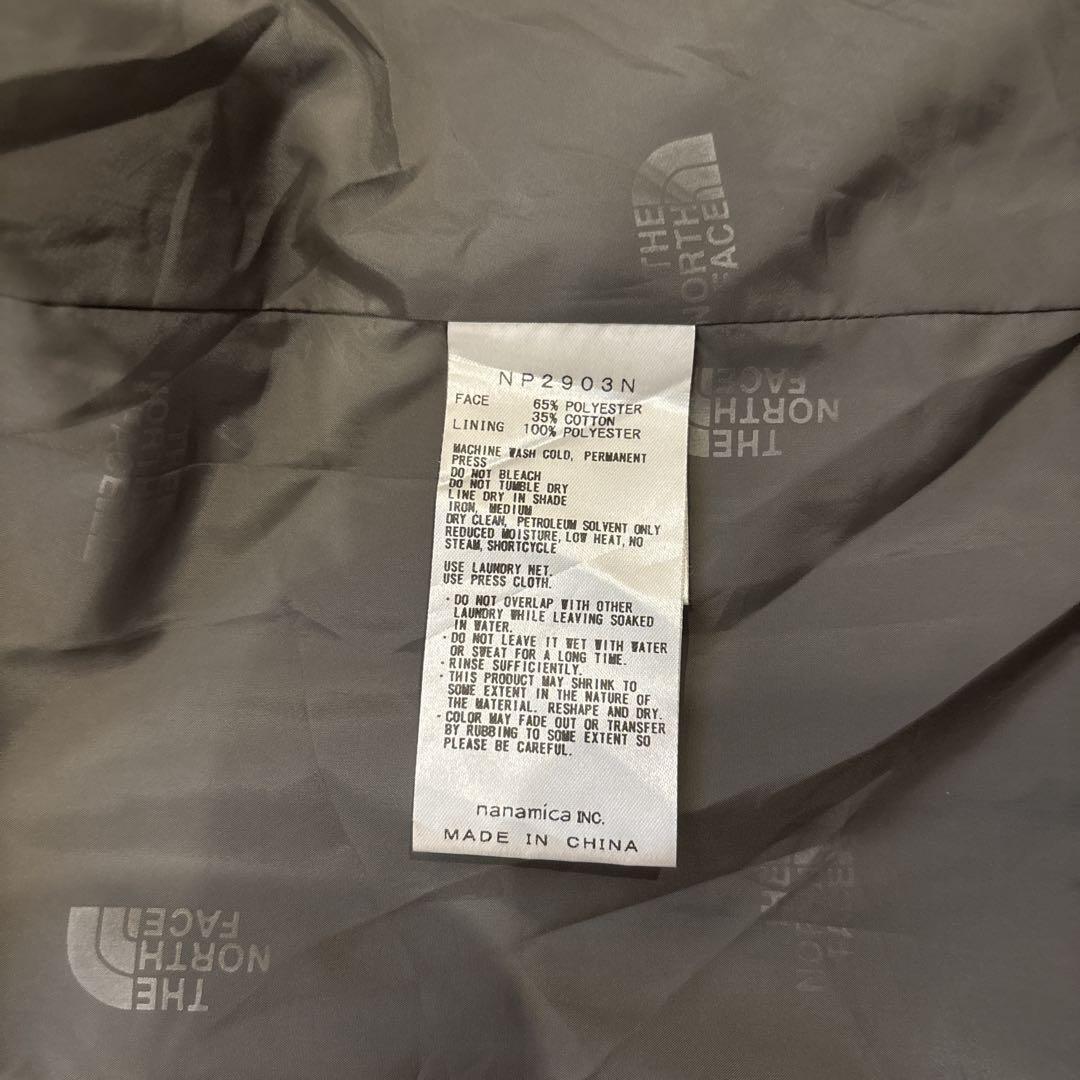 THE
NORTH
FACE
NP2903N
FACE 65% POLYESTER
35% COTTON
LINING 100% POLYESTER
MACHINE WASH COLD, PERMANENT
PRESS
DO NOT BLEACH
DO NOT TUMBLE DRY
LINE DRY IN SHADE
IRON, MEDIUM
DRY CLEAN, PETROLEUM SOLVENT ONLY
REDUCED MOISTURE, LOW HEAT, NO
STEAM, SHORTCYCLE
USE LAUNDRY NET.
USE PRESS CLOTH.
・DO NOT OVERLAP WITH OTHER
LAUNDRY WHILE LEAVING SOAKED
IN WATER.
・DO NOT LEAVE IT WET WITH WATER
OR SWEAT FOR A LONG TIME.
・RINSE SUFFICIENTLY.
・THIS PRODUCT MAY SHRINK TO
SOME EXTENT IN THE NATURE OF
THE MATERIAL. RESHAPE AND DRY.
・COLOR MAY FADE OUT OR TRANSFER
BY RUBBING TO SOME EXTENT SO
PLEASE BE CAREFUL.
nanamica INC.
MADE IN CHINA
THE
NORTH
FACE
THE
NORTH
FACE